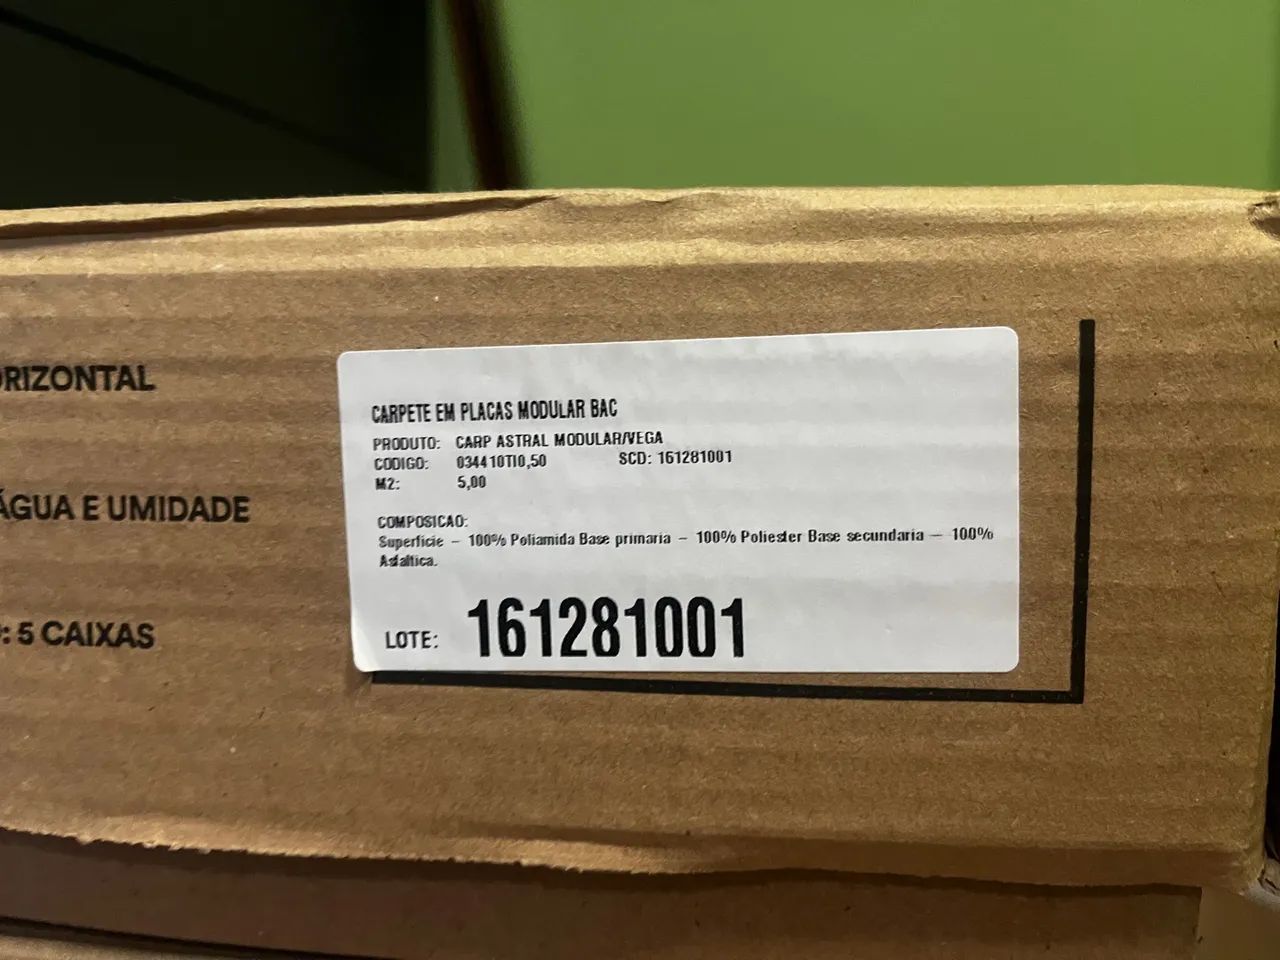 ORIZONTAL
ÁGUA E UMIDADE
: 5 CAIXAS
CARPETE EM PLACAS MODULAR BAC
PRODUTO: CARP ASTRAL MODULAR/VEGA
CODIGO: 034410TI0,50 SCD: 161281001
M2: 5,00
COMPOSICAO:
Superficie – 100% Poliamida Base primaria – 100% Poliester Base secundaria – 100%
Asfaltica.
LOTE: 161281001